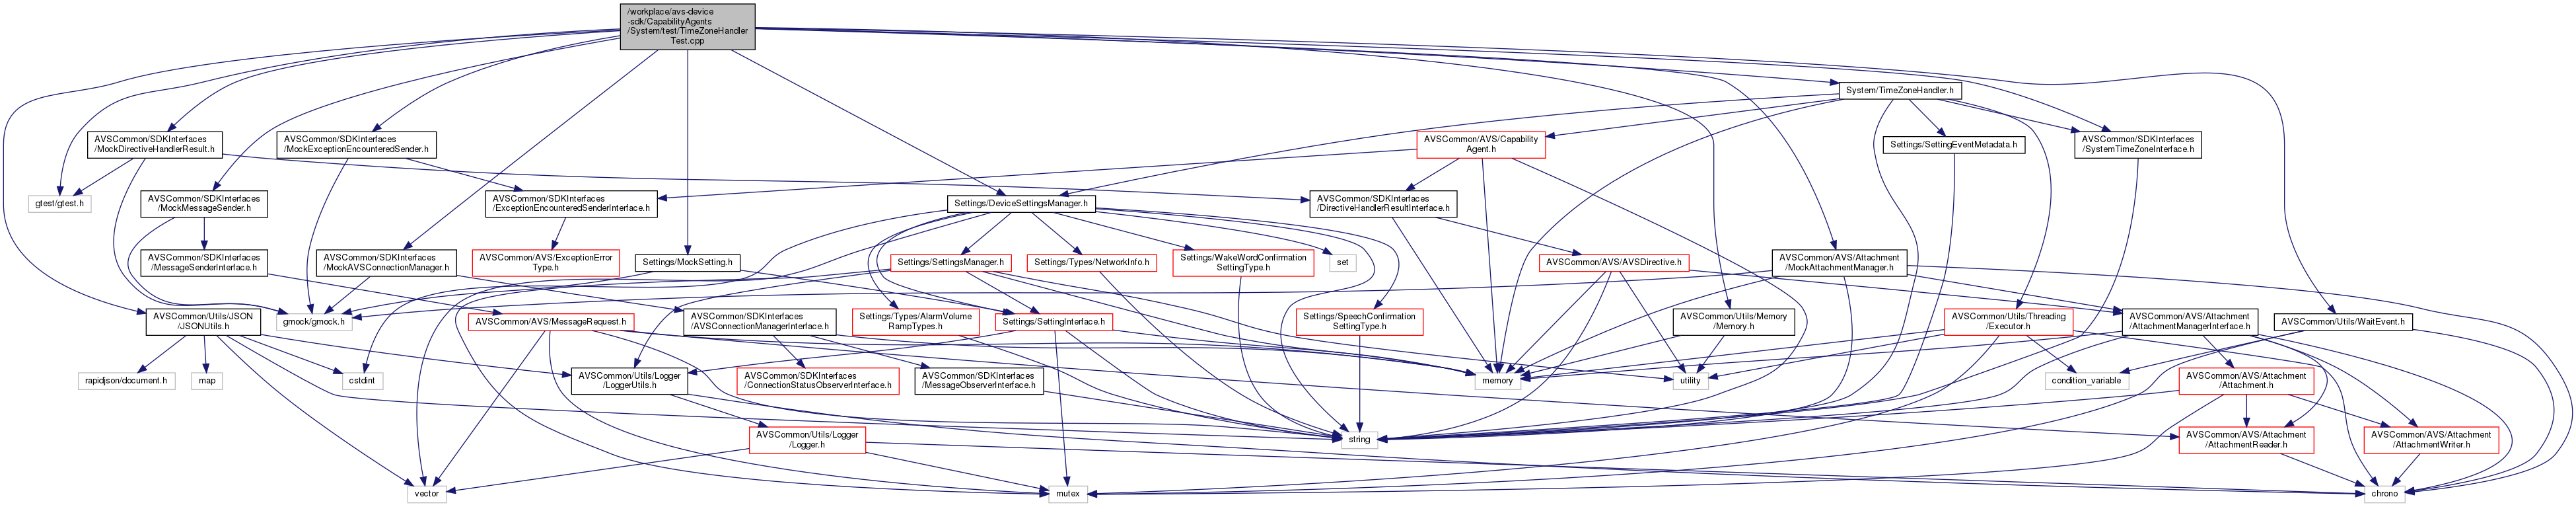 /workplace/avs-device
-sdk/CapabilityAgents
/System/test/TimeZoneHandler
Test.cpp
System/TimeZoneHandler.h
AVSCommon/SDKInterfaces
/MockDirectiveHandlerResult.h
AVSCommon/SDKInterfaces
/MockExceptionEncounteredSender.h
AVSCommon/AVS/Capability
Agent.h
Settings/SettingEventMetadata.h
AVSCommon/SDKInterfaces
/SystemTimeZoneInterface.h
gtest/gtest.h
AVSCommon/SDKInterfaces
/MockMessageSender.h
AVSCommon/SDKInterfaces
/ExceptionEncounteredSenderInterface.h
Settings/DeviceSettingsManager.h
AVSCommon/SDKInterfaces
/DirectiveHandlerResultInterface.h
AVSCommon/SDKInterfaces
/MessageSenderInterface.h
AVSCommon/SDKInterfaces
/MockAVSConnectionManager.h
AVSCommon/AVS/ExceptionError
Type.h
Settings/MockSetting.h
Settings/SettingsManager.h
Settings/Types/NetworkInfo.h
Settings/WakeWordConfirmation
SettingType.h
set
AVSCommon/AVS/AVSDirective.h
AVSCommon/AVS/Attachment
/MockAttachmentManager.h
AVSCommon/Utils/JSON
/JSONUtils.h
gmock/gmock.h
AVSCommon/AVS/MessageRequest.h
AVSCommon/SDKInterfaces
/AVSConnectionManagerInterface.h
Settings/Types/AlarmVolume
RampTypes.h
Settings/SettingInterface.h
Settings/SpeechConfirmation
SettingType.h
AVSCommon/Utils/Memory
/Memory.h
AVSCommon/Utils/Threading
/Executor.h
AVSCommon/AVS/Attachment
/AttachmentManagerInterface.h
AVSCommon/Utils/WaitEvent.h
rapidjson/document.h
map
cstdint
AVSCommon/Utils/Logger
/LoggerUtils.h
AVSCommon/SDKInterfaces
/ConnectionStatusObserverInterface.h
AVSCommon/SDKInterfaces
/MessageObserverInterface.h
memory
utility
condition_variable
AVSCommon/AVS/Attachment
/Attachment.h
AVSCommon/Utils/Logger
/Logger.h
string
AVSCommon/AVS/Attachment
/AttachmentReader.h
AVSCommon/AVS/Attachment
/AttachmentWriter.h
vector
mutex
chrono